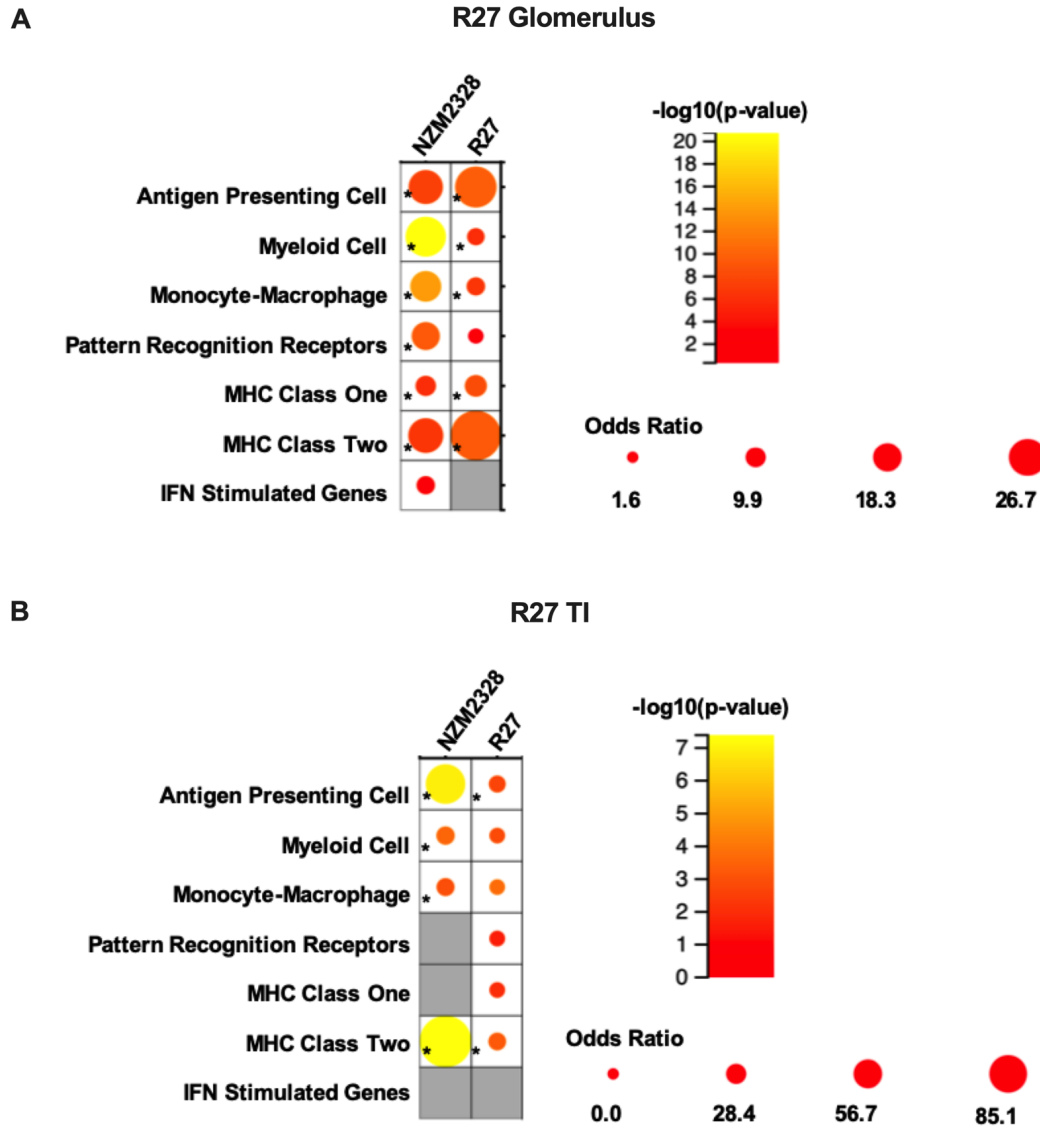 A
R27 Glomerulus
NZM2328
R27
-log10(p-value)
20
18
16
14
12
10
8
6
4
2
Antigen Presenting Cell
* *
Myeloid Cell
* *
Monocyte-Macrophage
* *
Pattern Recognition Receptors
*
MHC Class One
* *
MHC Class Two
* *
IFN Stimulated Genes
Odds Ratio
1.6 9.9 18.3 26.7
B
R27 TI
NZM2328
R27
-log10(p-value)
7
6
5
4
3
2
1
0
Antigen Presenting Cell
* *
Myeloid Cell
*
Monocyte-Macrophage
*
Pattern Recognition Receptors
MHC Class One
MHC Class Two
* *
IFN Stimulated Genes
Odds Ratio
0.0 28.4 56.7 85.1